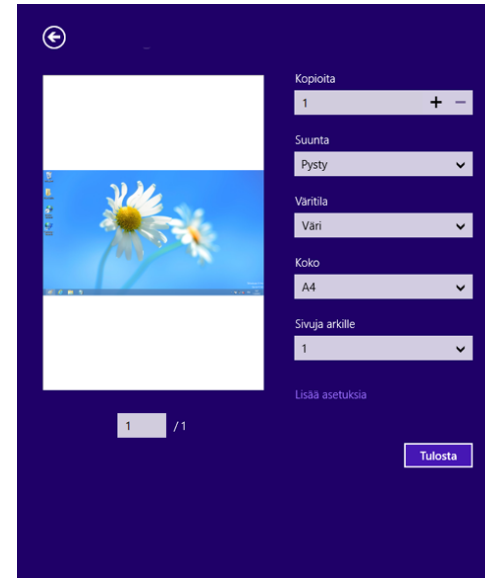 Kopioita
1
Suunta
Pysty
Väritila
Väri
Koko
A4
Sivuja arkille
1
Lisää asetuksia
1 / 1
Tulosta